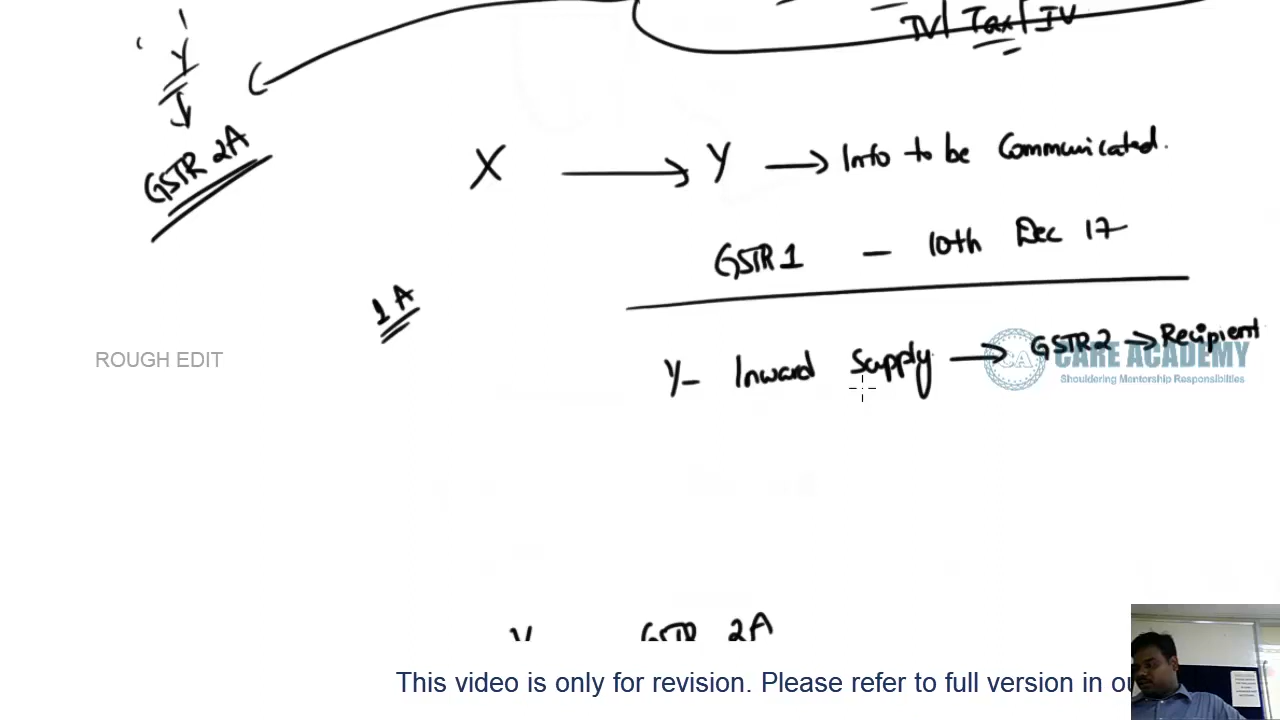 TV | Tax | IV
Y
GSTR 2A
X → Y → Info to be Communicated.
GSTR 1 — 10th Dec 17
1A
Y- Inward Supply → GSTR 2 → Recipient
CA CARE ACADEMY
Shouldering Mentorship Responsibilities
ROUGH EDIT
Y GSTR 2A
This video is only for revision. Please refer to full version in ou